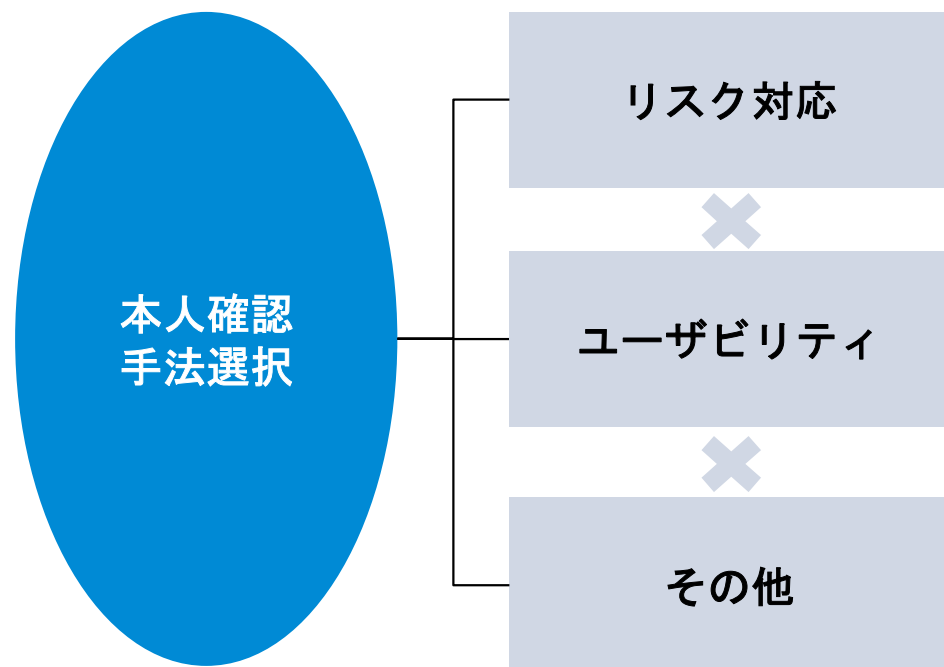 本人確認
手法選択
リスク対応
ユーザビリティ
その他